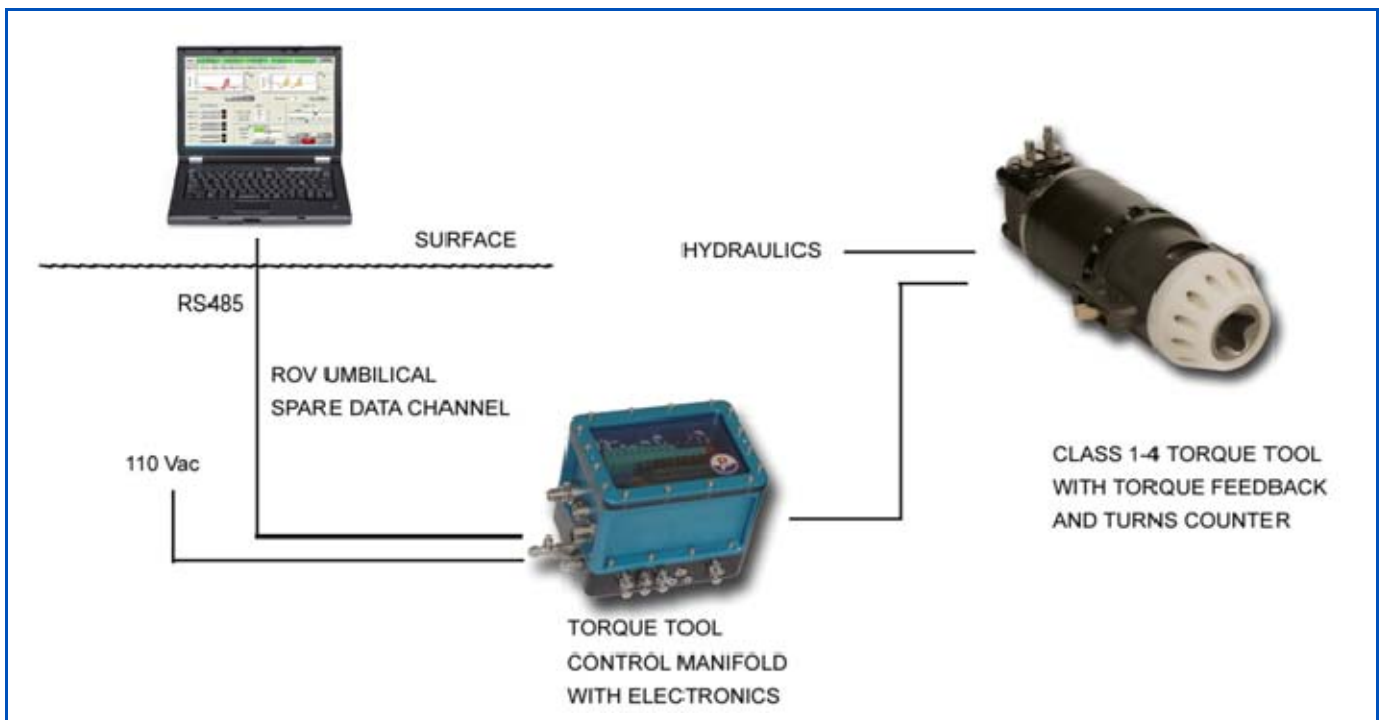 SURFACE
HYDRAULICS
RS485
ROV UMBILICAL
SPARE DATA CHANNEL
110 Vac
CLASS 1-4 TORQUE TOOL
WITH TORQUE FEEDBACK
AND TURNS COUNTER
TORQUE TOOL
CONTROL MANIFOLD
WITH ELECTRONICS